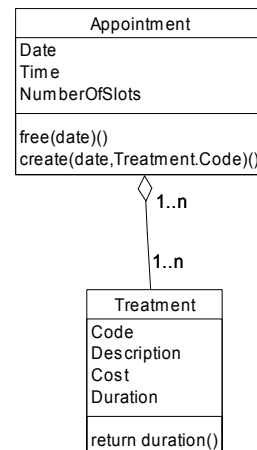 Appointment
Date
Time
NumberOfSlots
free(date)()
create(date,Treatment.Code)()
1..n
1..n
Treatment
Code
Description
Cost
Duration
return duration()